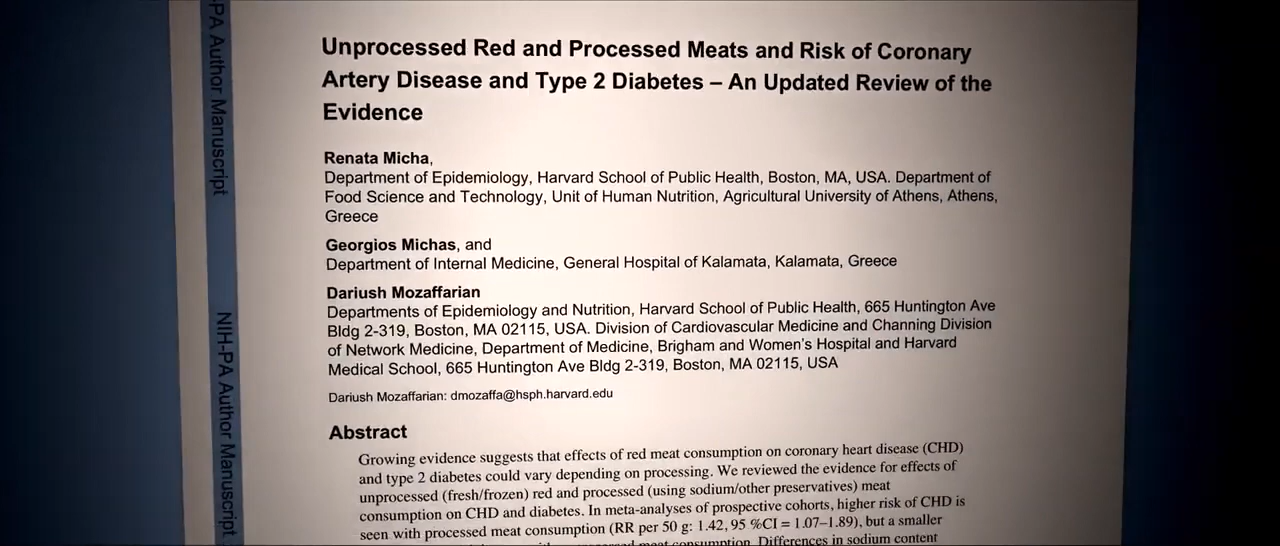 Unprocessed Red and Processed Meats and Risk of Coronary
Artery Disease and Type 2 Diabetes – An Updated Review of the
Evidence
Renata Micha,
Department of Epidemiology, Harvard School of Public Health, Boston, MA, USA. Department of
Food Science and Technology, Unit of Human Nutrition, Agricultural University of Athens, Athens,
Greece
Georgios Michas, and
Department of Internal Medicine, General Hospital of Kalamata, Kalamata, Greece
Dariush Mozaffarian
Departments of Epidemiology and Nutrition, Harvard School of Public Health, 665 Huntington Ave
Bldg 2-319, Boston, MA 02115, USA. Division of Cardiovascular Medicine and Channing Division
of Network Medicine, Department of Medicine, Brigham and Women's Hospital and Harvard
Medical School, 665 Huntington Ave Bldg 2-319, Boston, MA 02115, USA
Dariush Mozaffarian: dmozaffa@hsph.harvard.edu
Abstract
Growing evidence suggests that effects of red meat consumption on coronary heart disease (CHD)
and type 2 diabetes could vary depending on processing. We reviewed the evidence for effects of
unprocessed (fresh/frozen) red and processed (using sodium/other preservatives) meat
consumption on CHD and diabetes. In meta-analyses of prospective cohorts, higher risk of CHD is
seen with processed meat consumption (RR per 50 g: 1.42, 95 %CI = 1.07–1.89), but a smaller
meat consumption. Differences in sodium content
-PA Author Manuscript
NIH-PA Author Manuscript